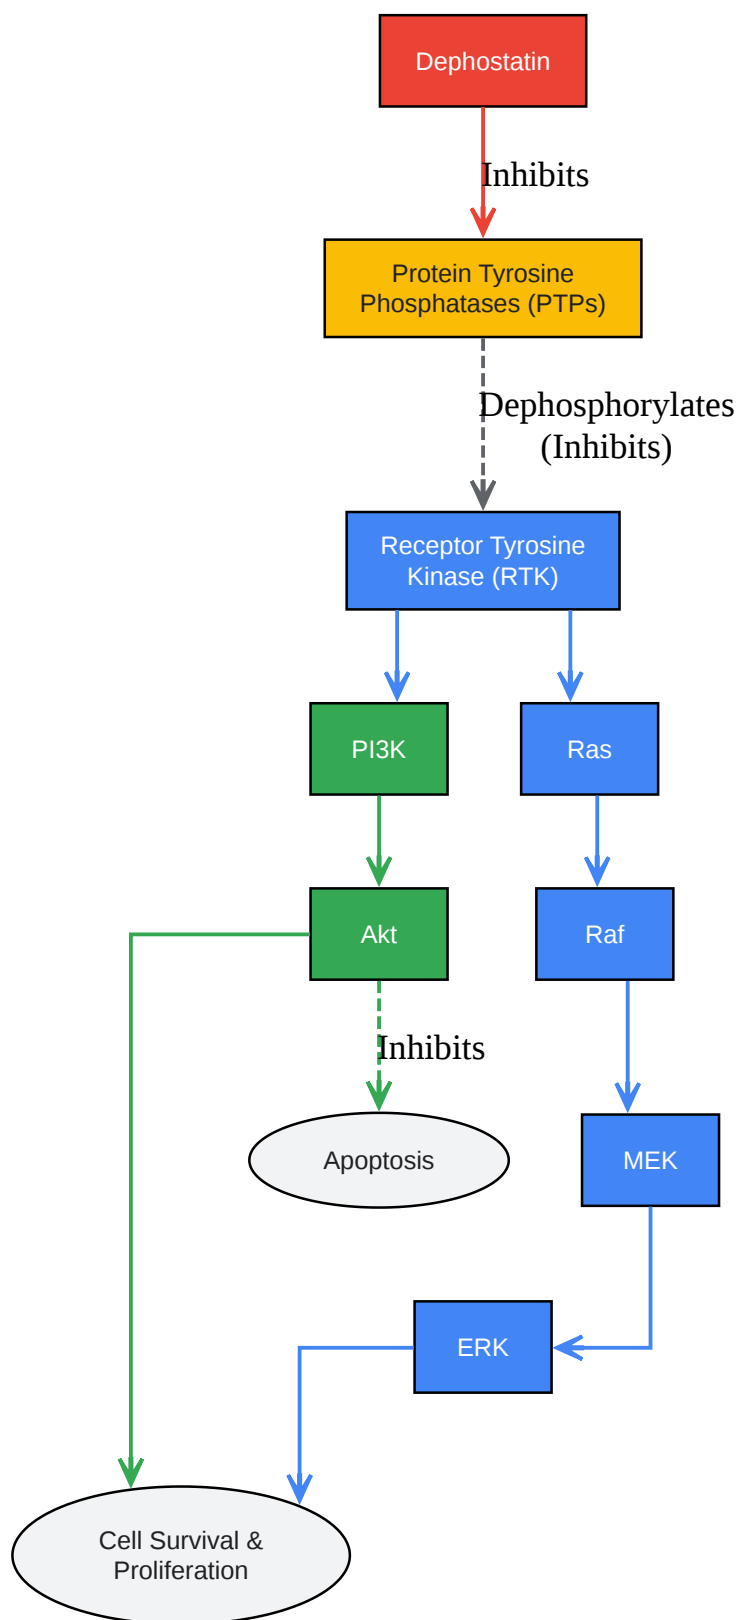 Dephostatin
Inhibits
Protein Tyrosine
Phosphatases (PTPs)
Dephosphorylates
(Inhibits)
Receptor Tyrosine
Kinase (RTK)
PI3K
Ras
Akt
Raf
Inhibits
Apoptosis
MEK
ERK
Cell Survival &
Proliferation